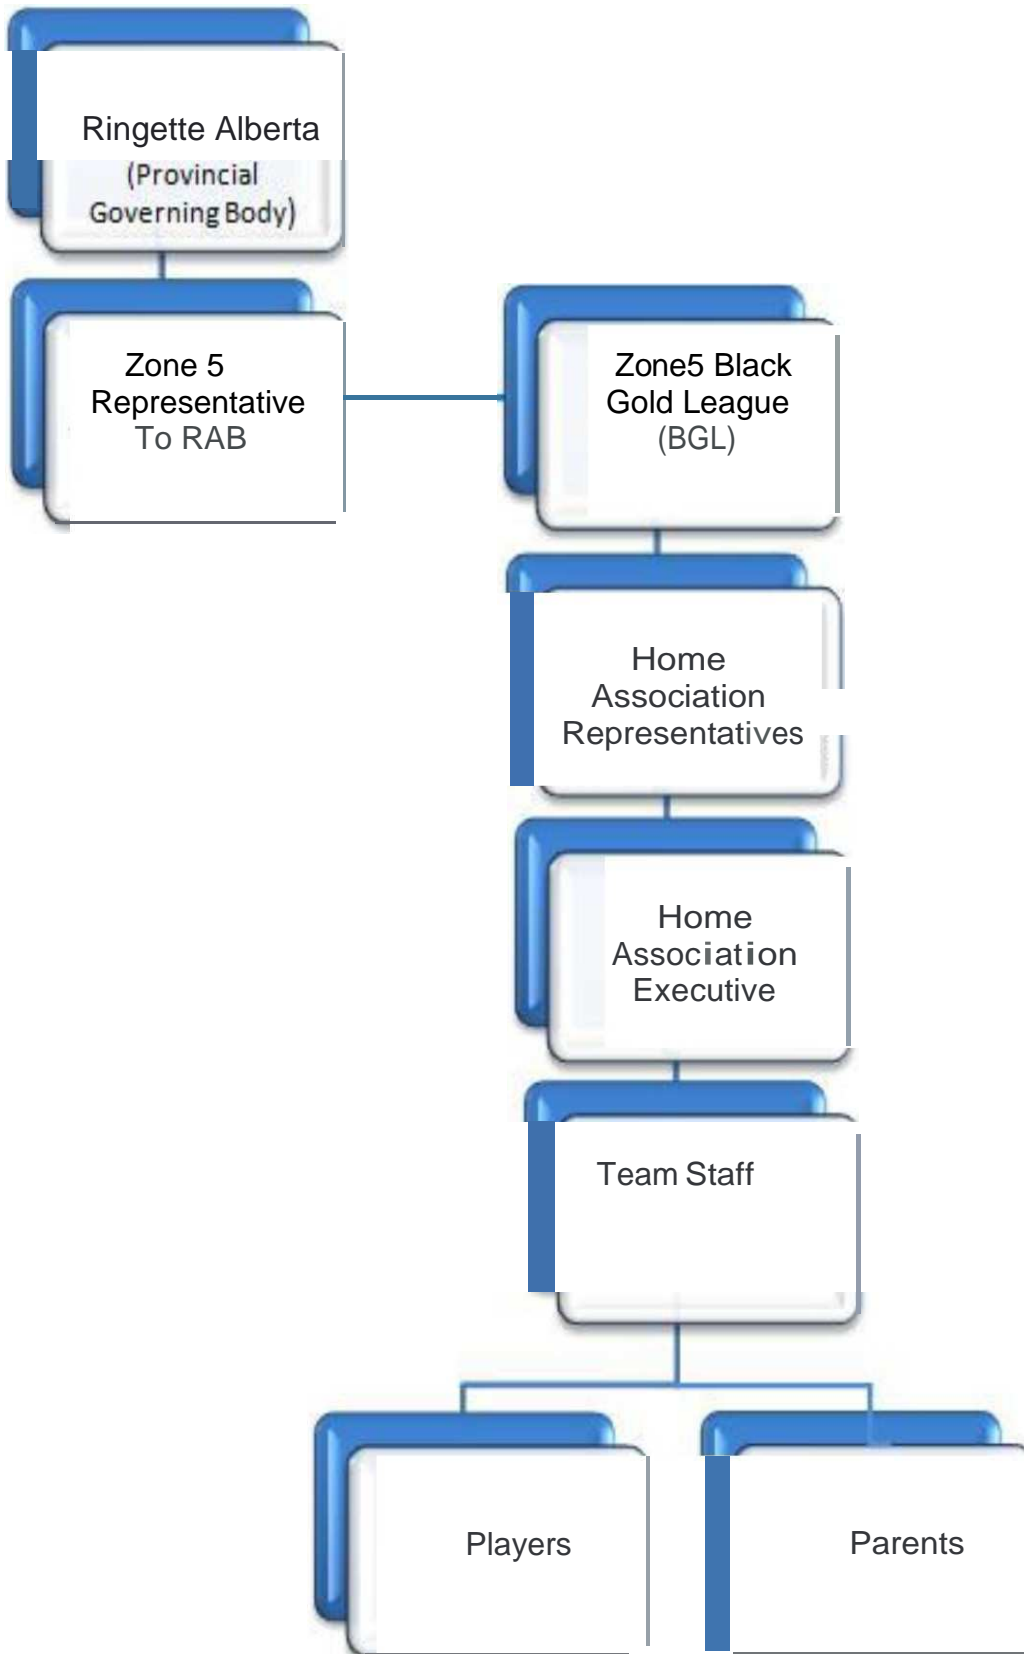 Ringette Alberta
(Provincial
Governing Body)
Zone 5
Representative
To RAB
Zone5 Black
Gold League
(BGL)
Home
Association
Representatives
Home
Association
Executive
Team Staff
Players
Parents